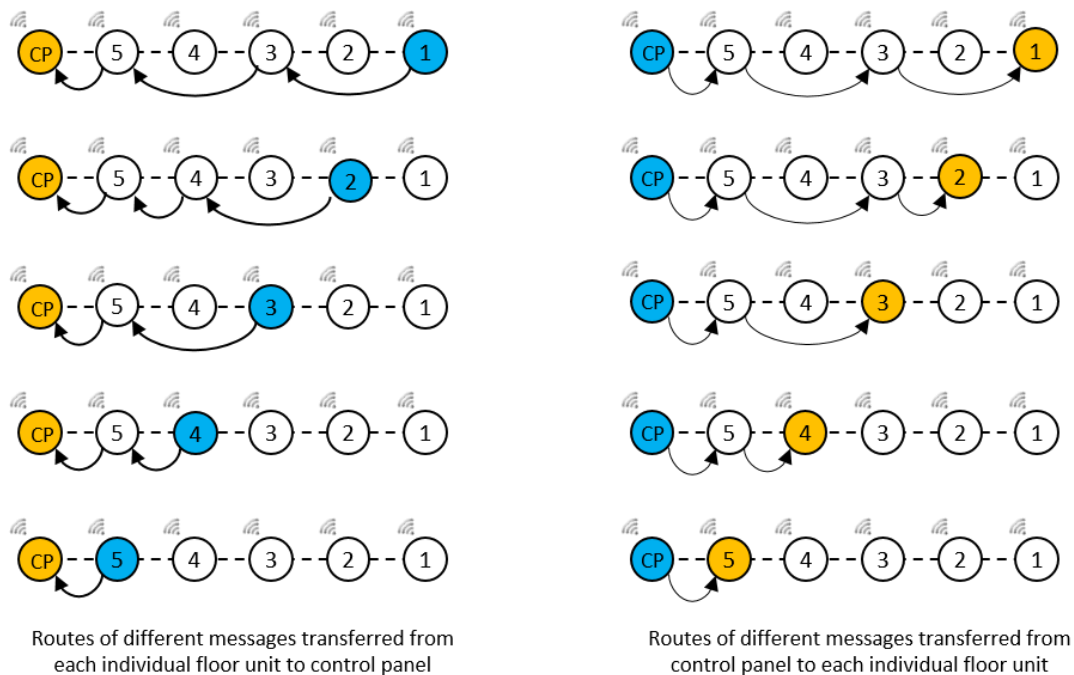 CP 5 4 3 2 1
CP 5 4 3 2 1
CP 5 4 3 2 1
CP 5 4 3 2 1
CP 5 4 3 2 1
Routes of different messages transferred from
each individual floor unit to control panel
CP 5 4 3 2 1
CP 5 4 3 2 1
CP 5 4 3 2 1
CP 5 4 3 2 1
CP 5 4 3 2 1
Routes of different messages transferred from
control panel to each individual floor unit